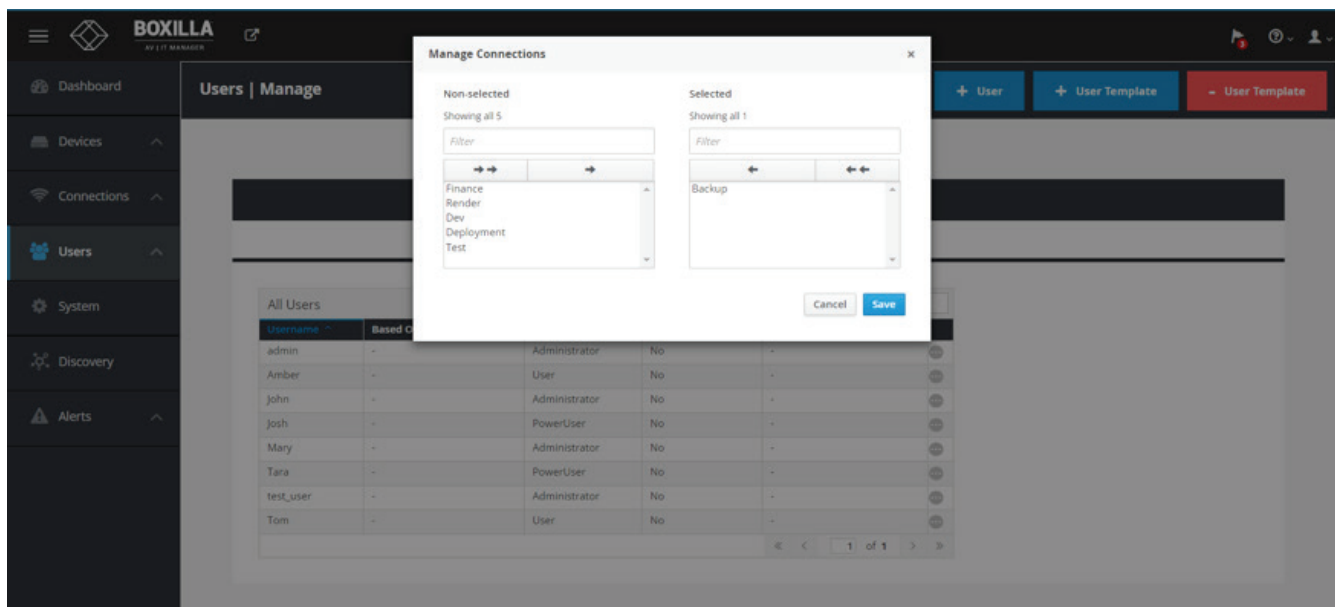 BOXILLA
AV | IT MANAGER
3
Dashboard
Users | Manage
+ User
+ User Template
- User Template
Devices
Connections
Users
System
Discovery
Alerts
Manage Connections
×
Non-selected
Selected
Showing all 5
Showing all 1
Filter
Filter
Finance
Render
Dev
Deployment
Test
Backup
Cancel
Save
All Users
Username
Based O
admin - Administrator No -
Amber - User No -
John - Administrator No -
Josh - PowerUser No -
Mary - Administrator No -
Tara - PowerUser No -
test_user - Administrator No -
Tom - User No -
« < 1 of 1 > »